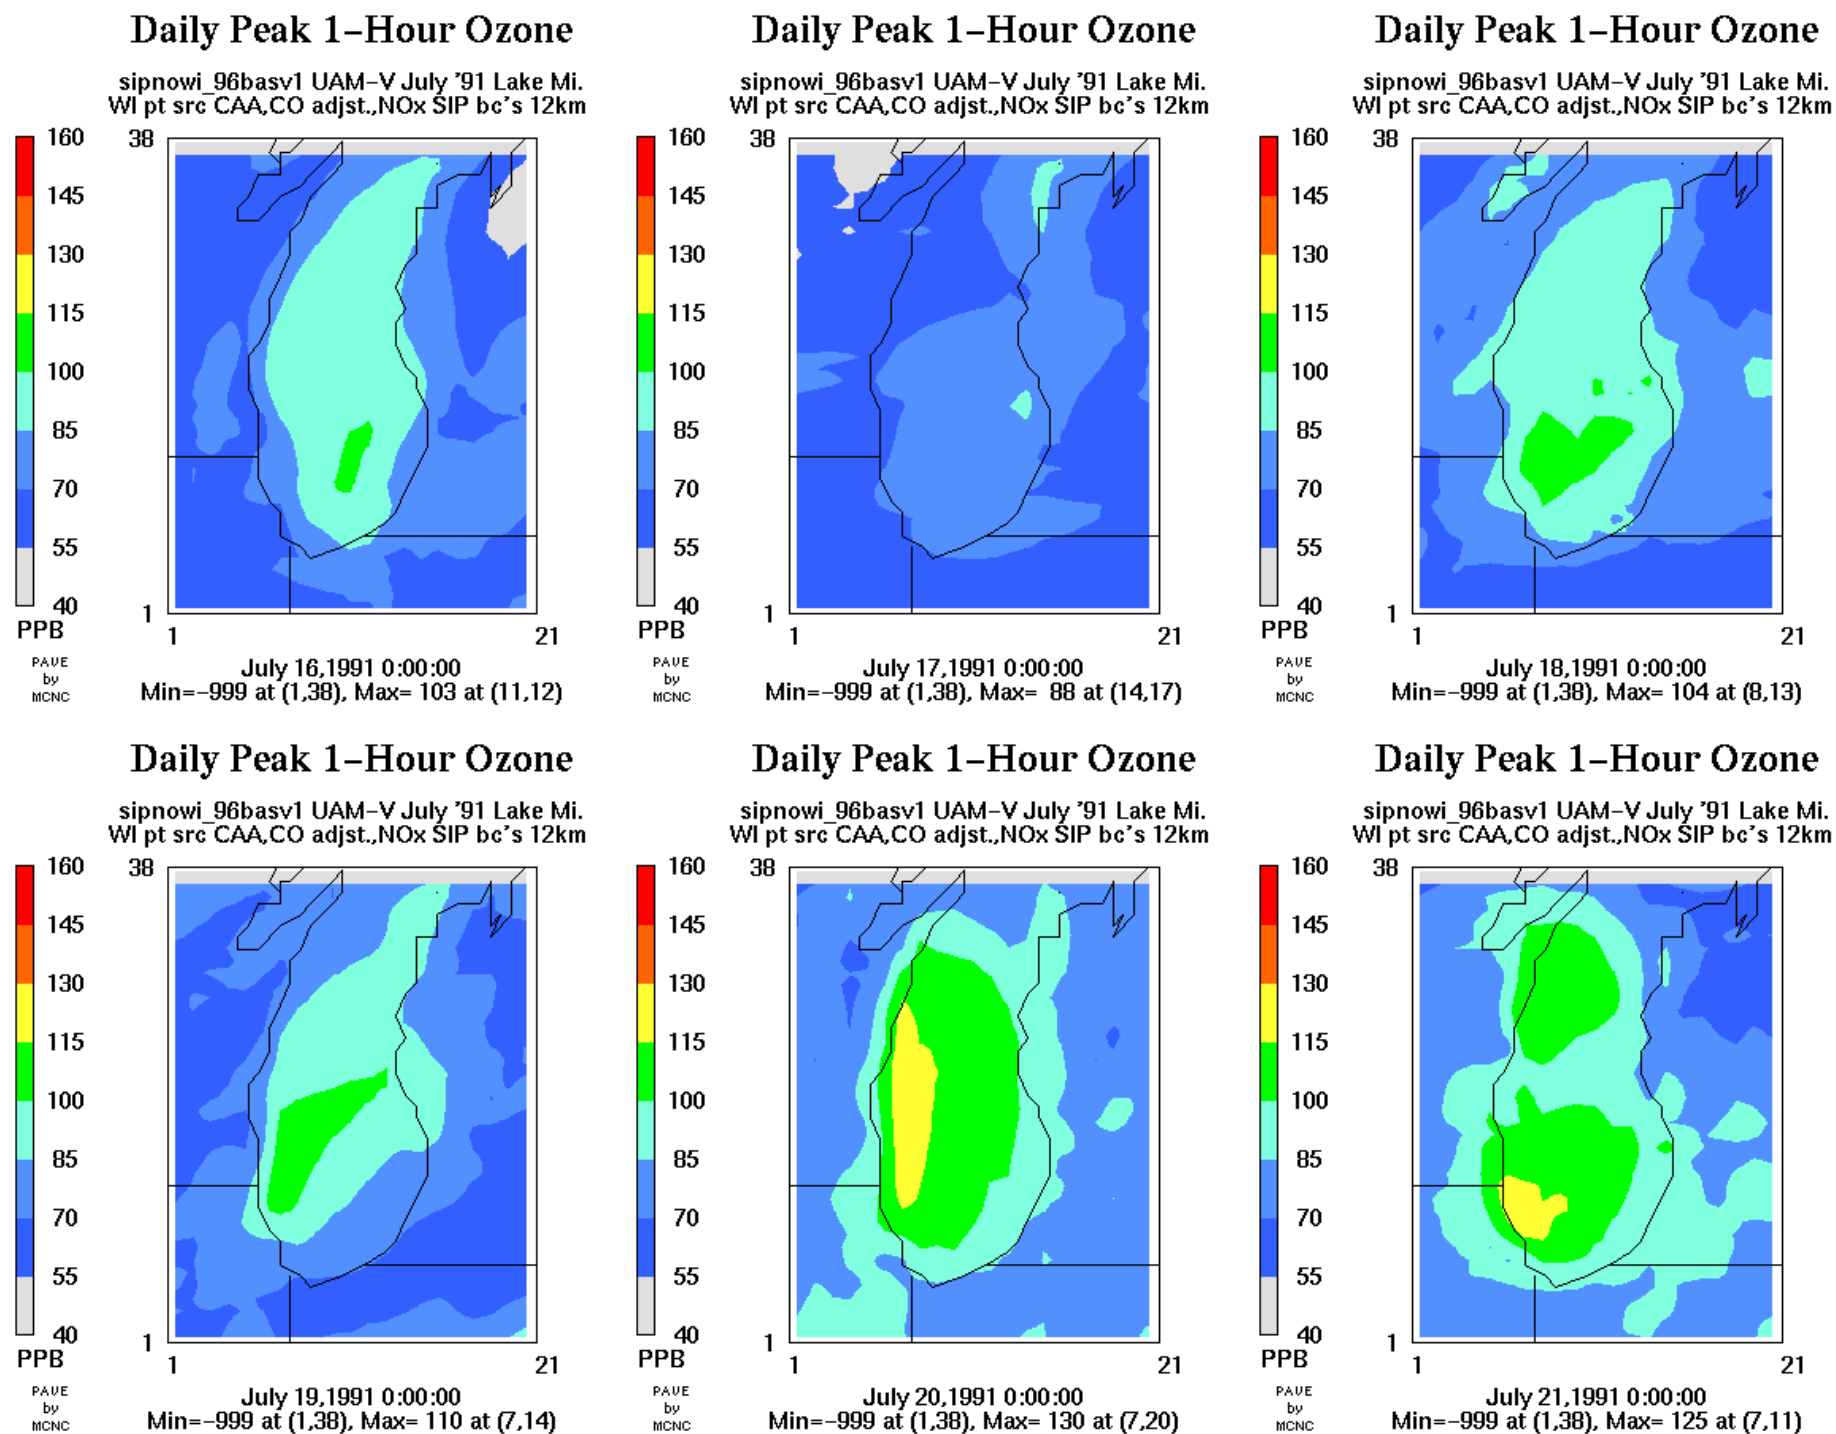 Daily Peak 1-Hour Ozone
sipnowi_96basv1 UAM-V July '91 Lake Mi.
WI pt src CAA,CO adjst.,NOx SIP bc's 12km
160
145
130
115
100
85
70
55
40
PPB
38
1
1
21
PAVE
by
MCNC
July 16,1991 0:00:00
Min=-999 at (1,38), Max= 103 at (11,12)
Daily Peak 1-Hour Ozone
sipnowi_96basv1 UAM-V July '91 Lake Mi.
WI pt src CAA,CO adjst.,NOx SIP bc's 12km
160
145
130
115
100
85
70
55
40
PPB
38
1
1
21
PAVE
by
MCNC
July 17,1991 0:00:00
Min=-999 at (1,38), Max= 88 at (14,17)
Daily Peak 1-Hour Ozone
sipnowi_96basv1 UAM-V July '91 Lake Mi.
WI pt src CAA,CO adjst.,NOx SIP bc's 12km
160
145
130
115
100
85
70
55
40
PPB
38
1
1
21
PAVE
by
MCNC
July 18,1991 0:00:00
Min=-999 at (1,38), Max= 104 at (8,13)
Daily Peak 1-Hour Ozone
sipnowi_96basv1 UAM-V July '91 Lake Mi.
WI pt src CAA,CO adjst.,NOx SIP bc's 12km
160
145
130
115
100
85
70
55
40
PPB
38
1
1
21
PAVE
by
MCNC
July 19,1991 0:00:00
Min=-999 at (1,38), Max= 110 at (7,14)
Daily Peak 1-Hour Ozone
sipnowi_96basv1 UAM-V July '91 Lake Mi.
WI pt src CAA,CO adjst.,NOx SIP bc's 12km
160
145
130
115
100
85
70
55
40
PPB
38
1
1
21
PAVE
by
MCNC
July 20,1991 0:00:00
Min=-999 at (1,38), Max= 130 at (7,20)
Daily Peak 1-Hour Ozone
sipnowi_96basv1 UAM-V July '91 Lake Mi.
WI pt src CAA,CO adjst.,NOx SIP bc's 12km
160
145
130
115
100
85
70
55
40
PPB
38
1
1
21
PAVE
by
MCNC
July 21,1991 0:00:00
Min=-999 at (1,38), Max= 125 at (7,11)